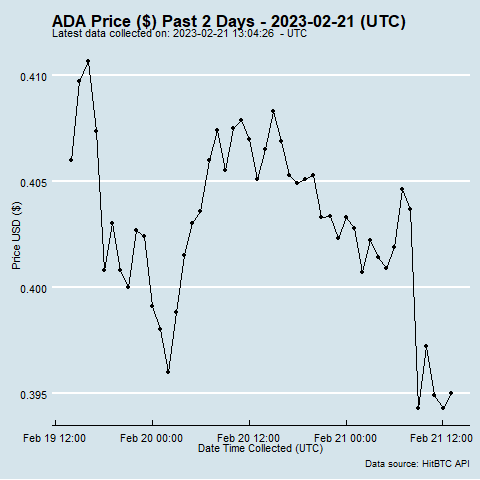 ADA Price ($) Past 2 Days - 2023-02-21 (UTC)
Latest data collected on: 2023-02-21 13:04:26 - UTC
0.410
0.405
0.400
0.395
Price USD ($)
Feb 19 12:00 Feb 20 00:00 Feb 20 12:00 Feb 21 00:00 Feb 21 12:00
Date Time Collected (UTC)
Data source: HitBTC API